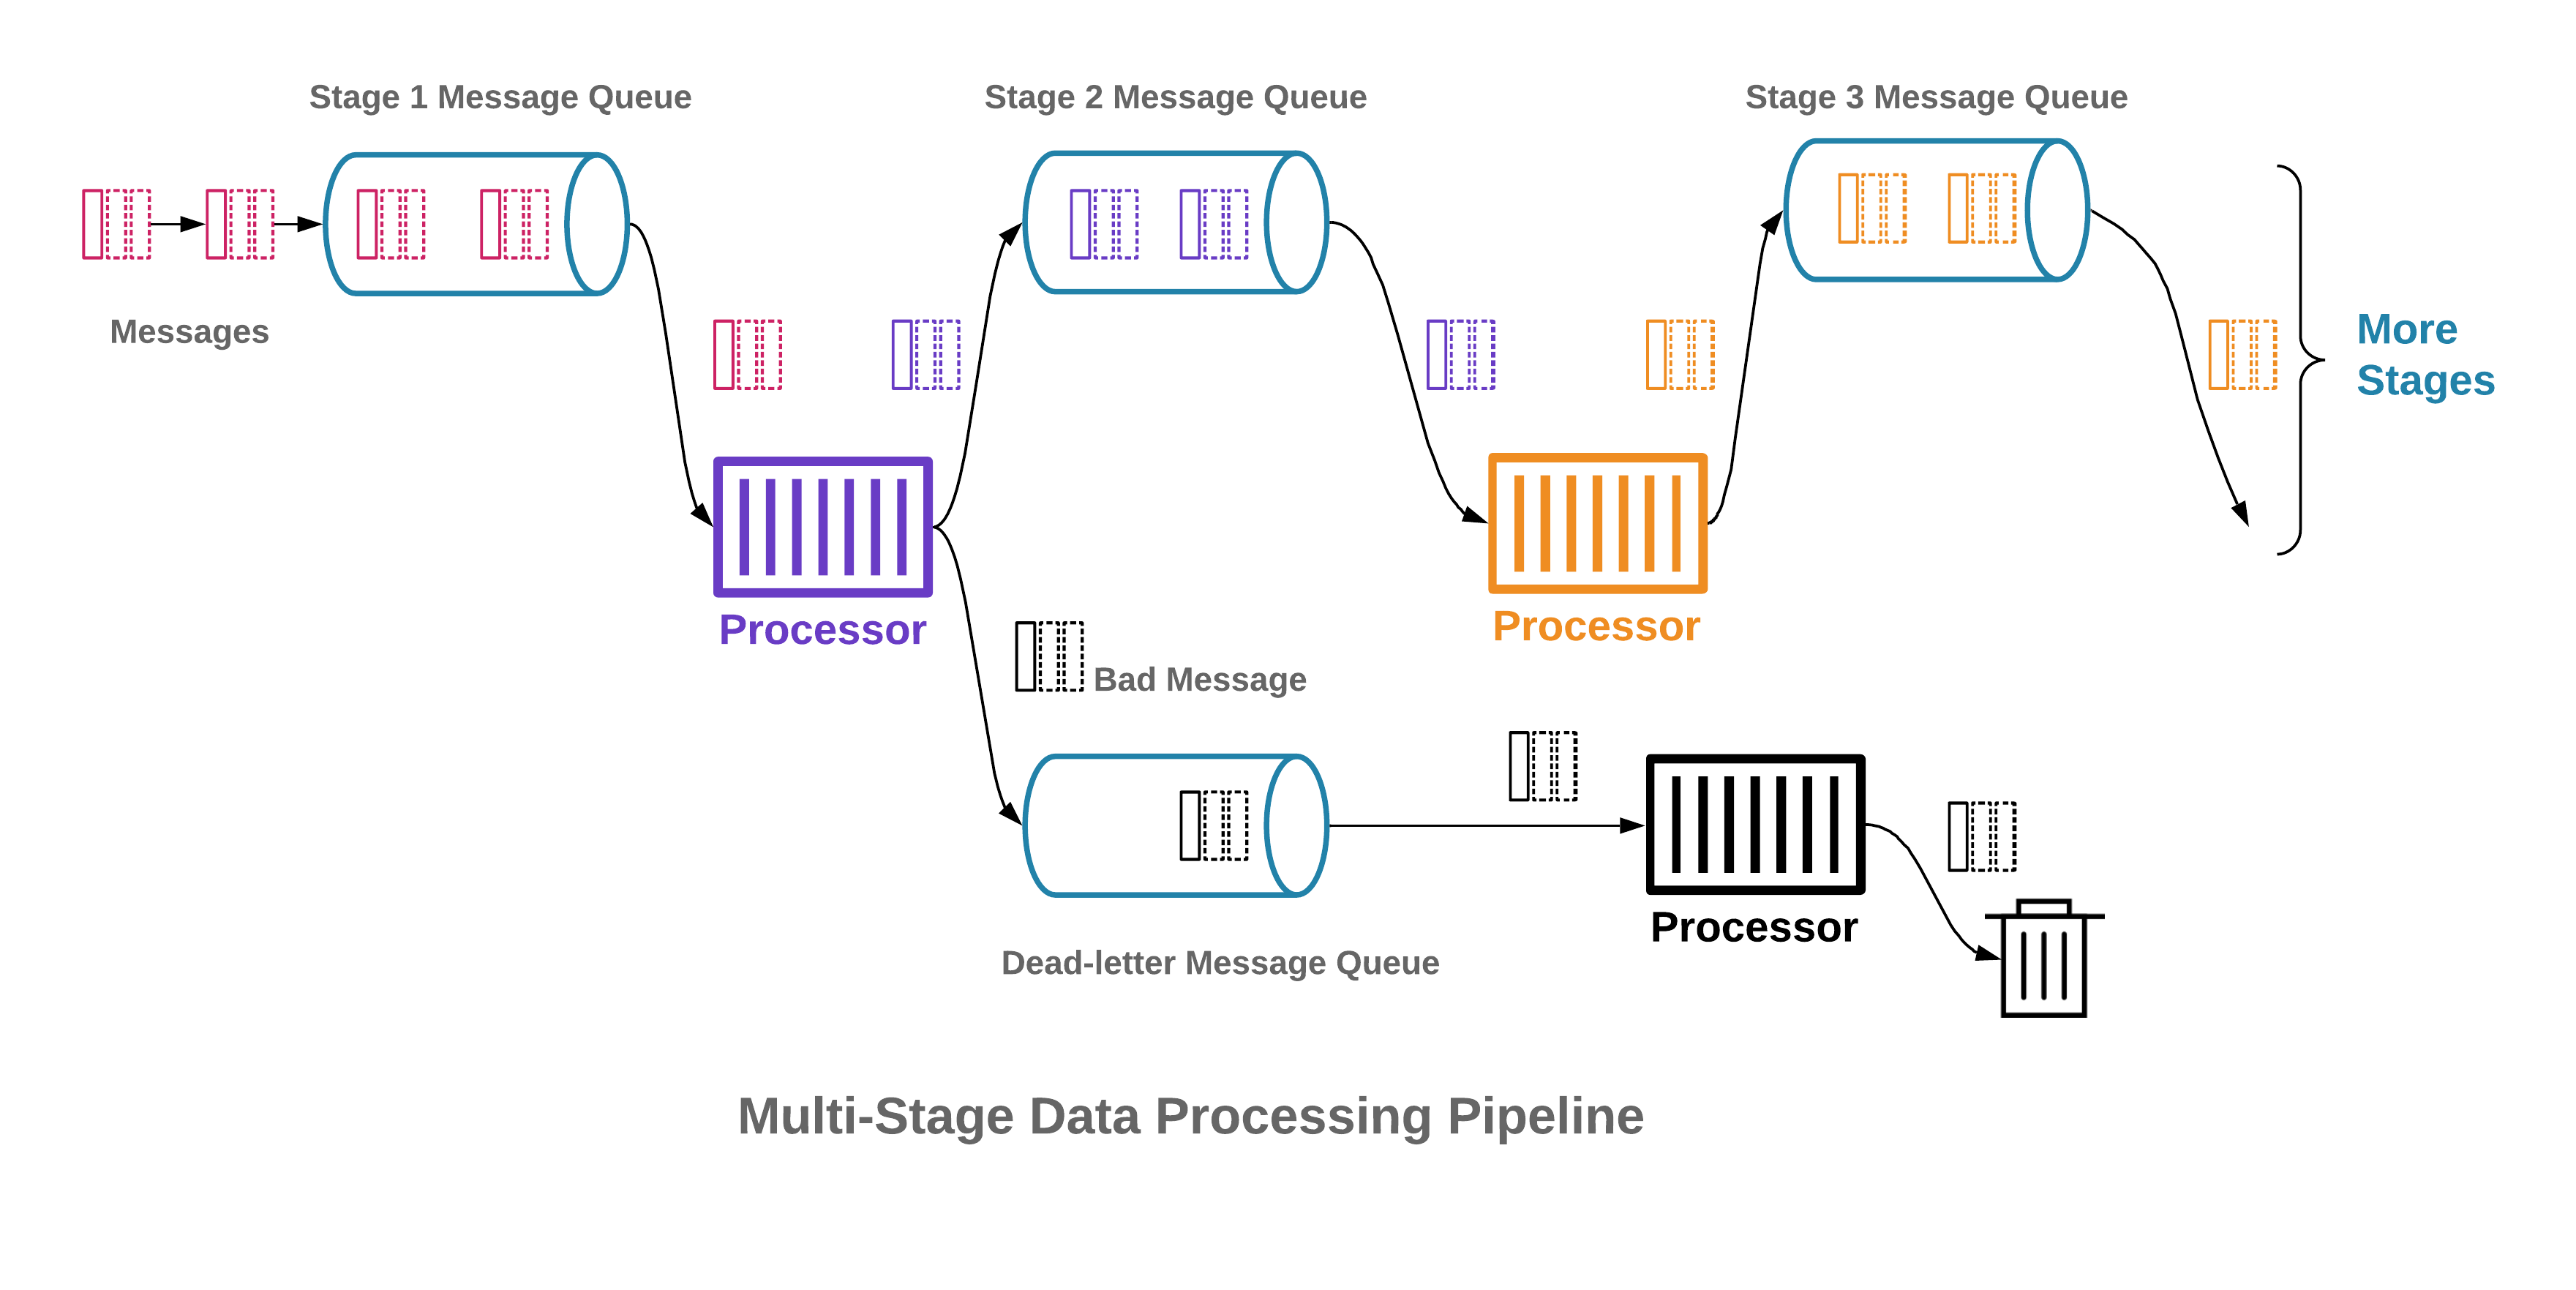 Stage 1 Message Queue
Stage 2 Message Queue
Stage 3 Message Queue
Messages
More
Stages
Processor
Processor
Bad Message
Processor
Dead-letter Message Queue
Multi-Stage Data Processing Pipeline